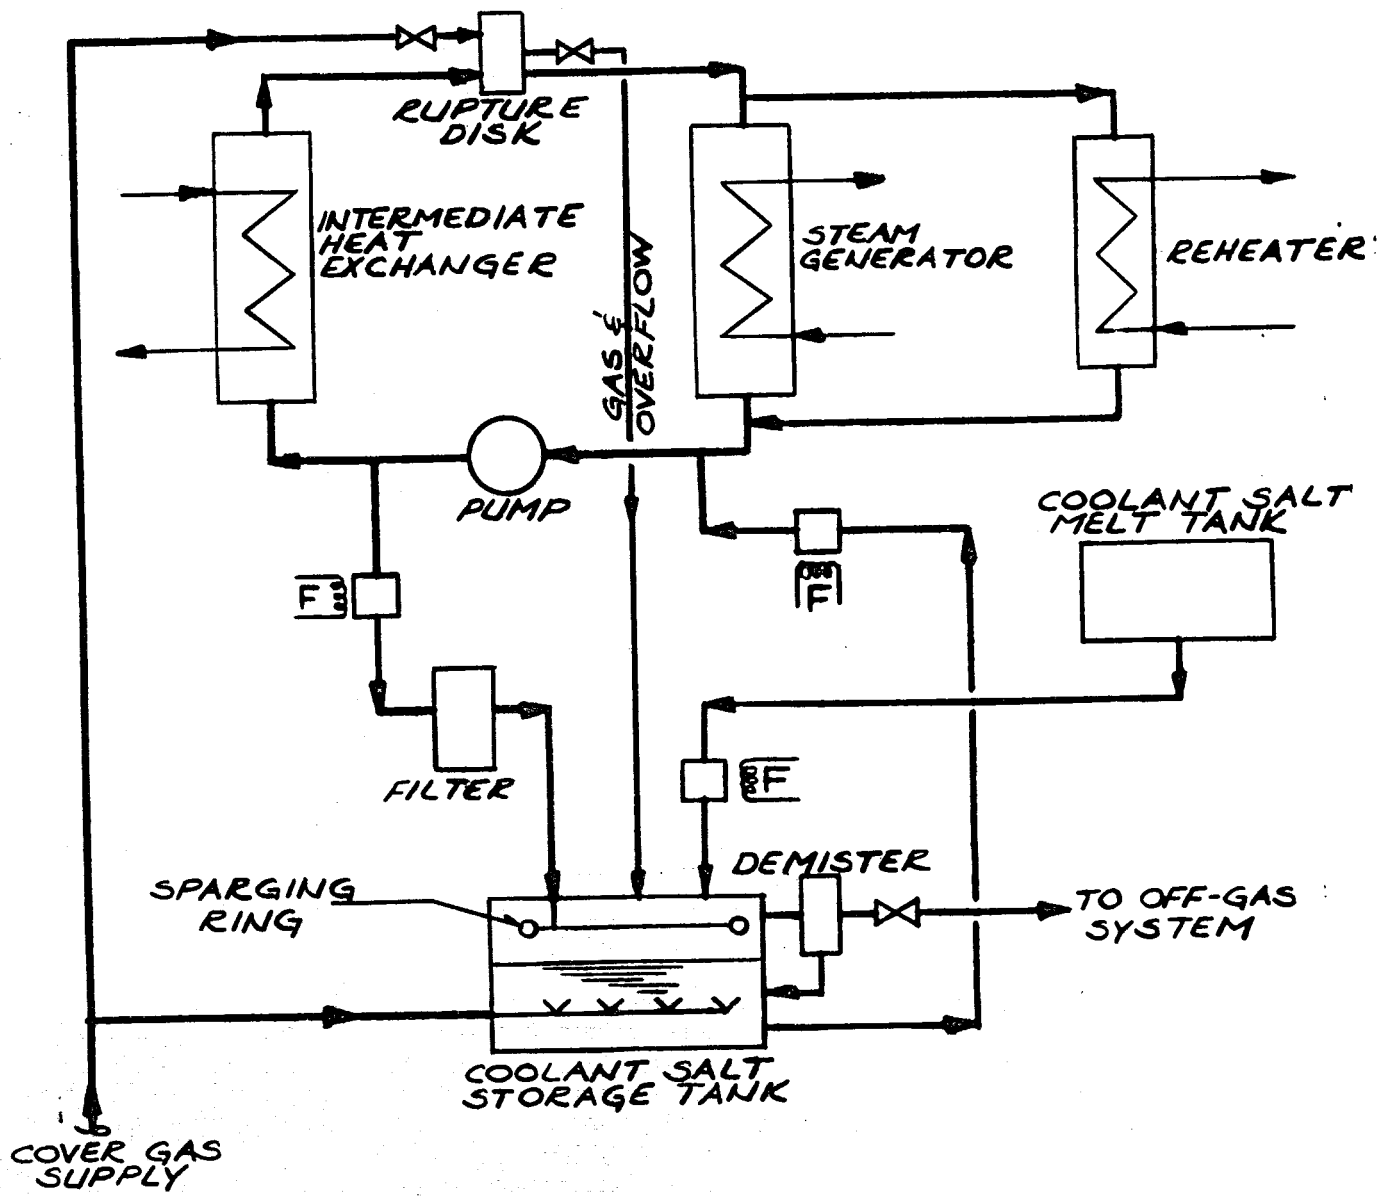 RUPTURE
DISK
INTERMEDIATE
HEAT
EXCHANGER
GAS &
OVERFLOW
STEAM
GENERATOR
REHEATER
PUMP
COOLANT SALT
MELT TANK
F
F
FILTER
F
DEMISTER
SPARGING
RING
TO OFF-GAS
SYSTEM
COOLANT SALT
STORAGE TANK
COVER GAS
SUPPLY